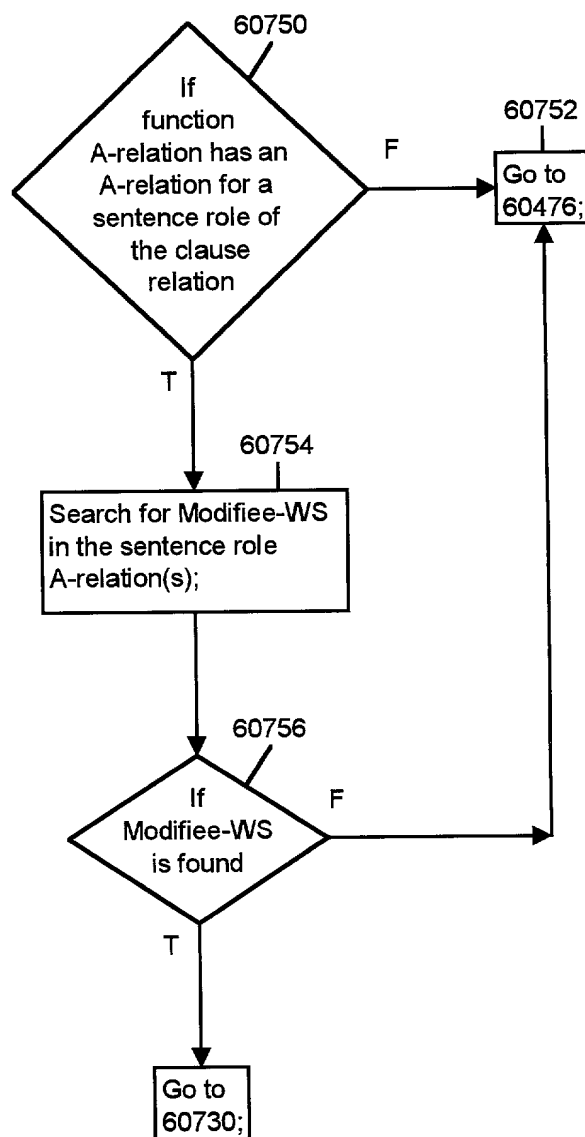 60750
If
function
A-relation has an
A-relation for a
sentence role of
the clause
relation
F
60752
Go to
60476;
T
60754
Search for Modifiee-WS
in the sentence role
A-relation(s);
60756
If
Modifiee-WS
is found
F
T
Go to
60730;